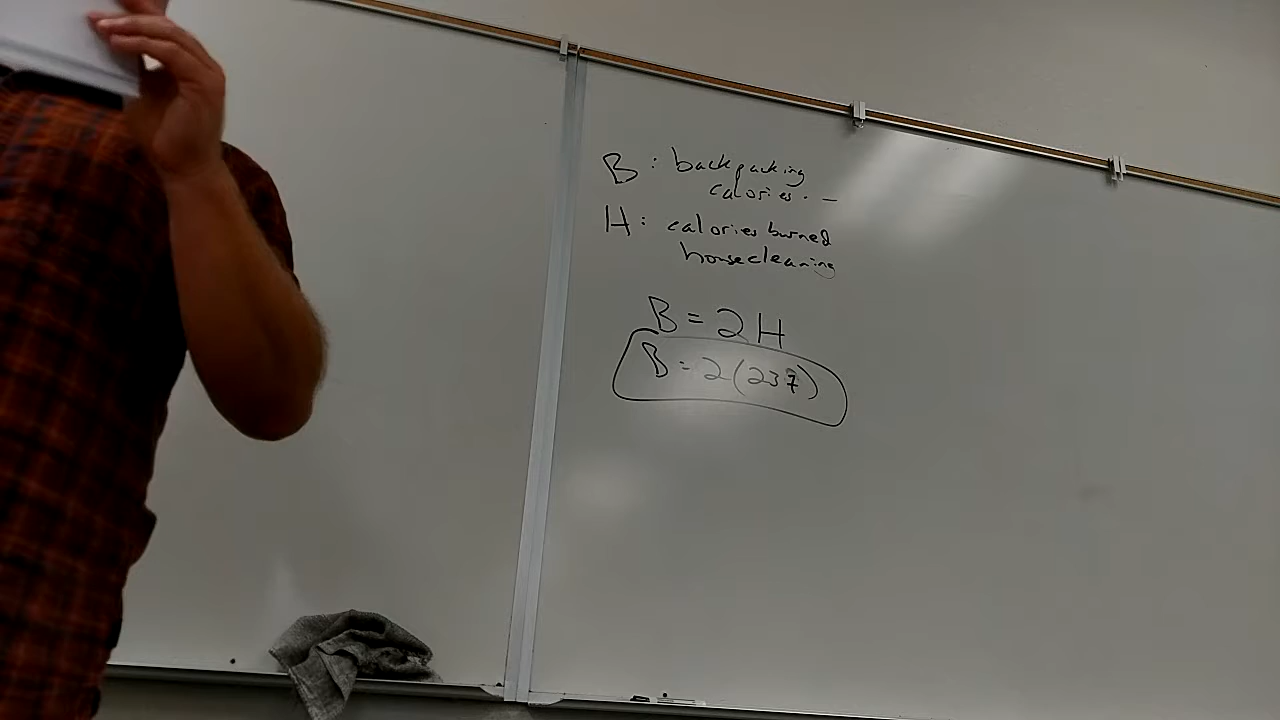 B: backpacking
calories. —
H: calories burned
housecleaning
B = 2H
B = 2(237)